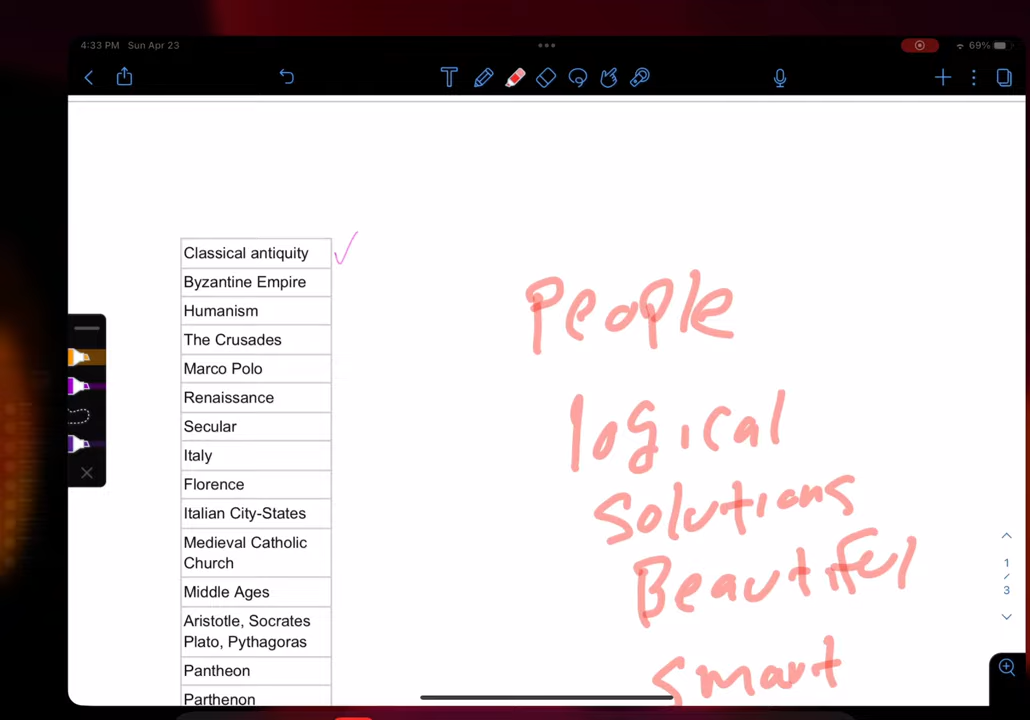 4:33 PM Sun Apr 23
69%
T
Classical antiquity
Byzantine Empire
Humanism
The Crusades
Marco Polo
Renaissance
Secular
Italy
Florence
Italian City-States
Medieval Catholic
Church
Middle Ages
Aristotle, Socrates
Plato, Pythagoras
Pantheon
Parthenon
People
logical
Solutions
Beautiful
Smart
1
/
3